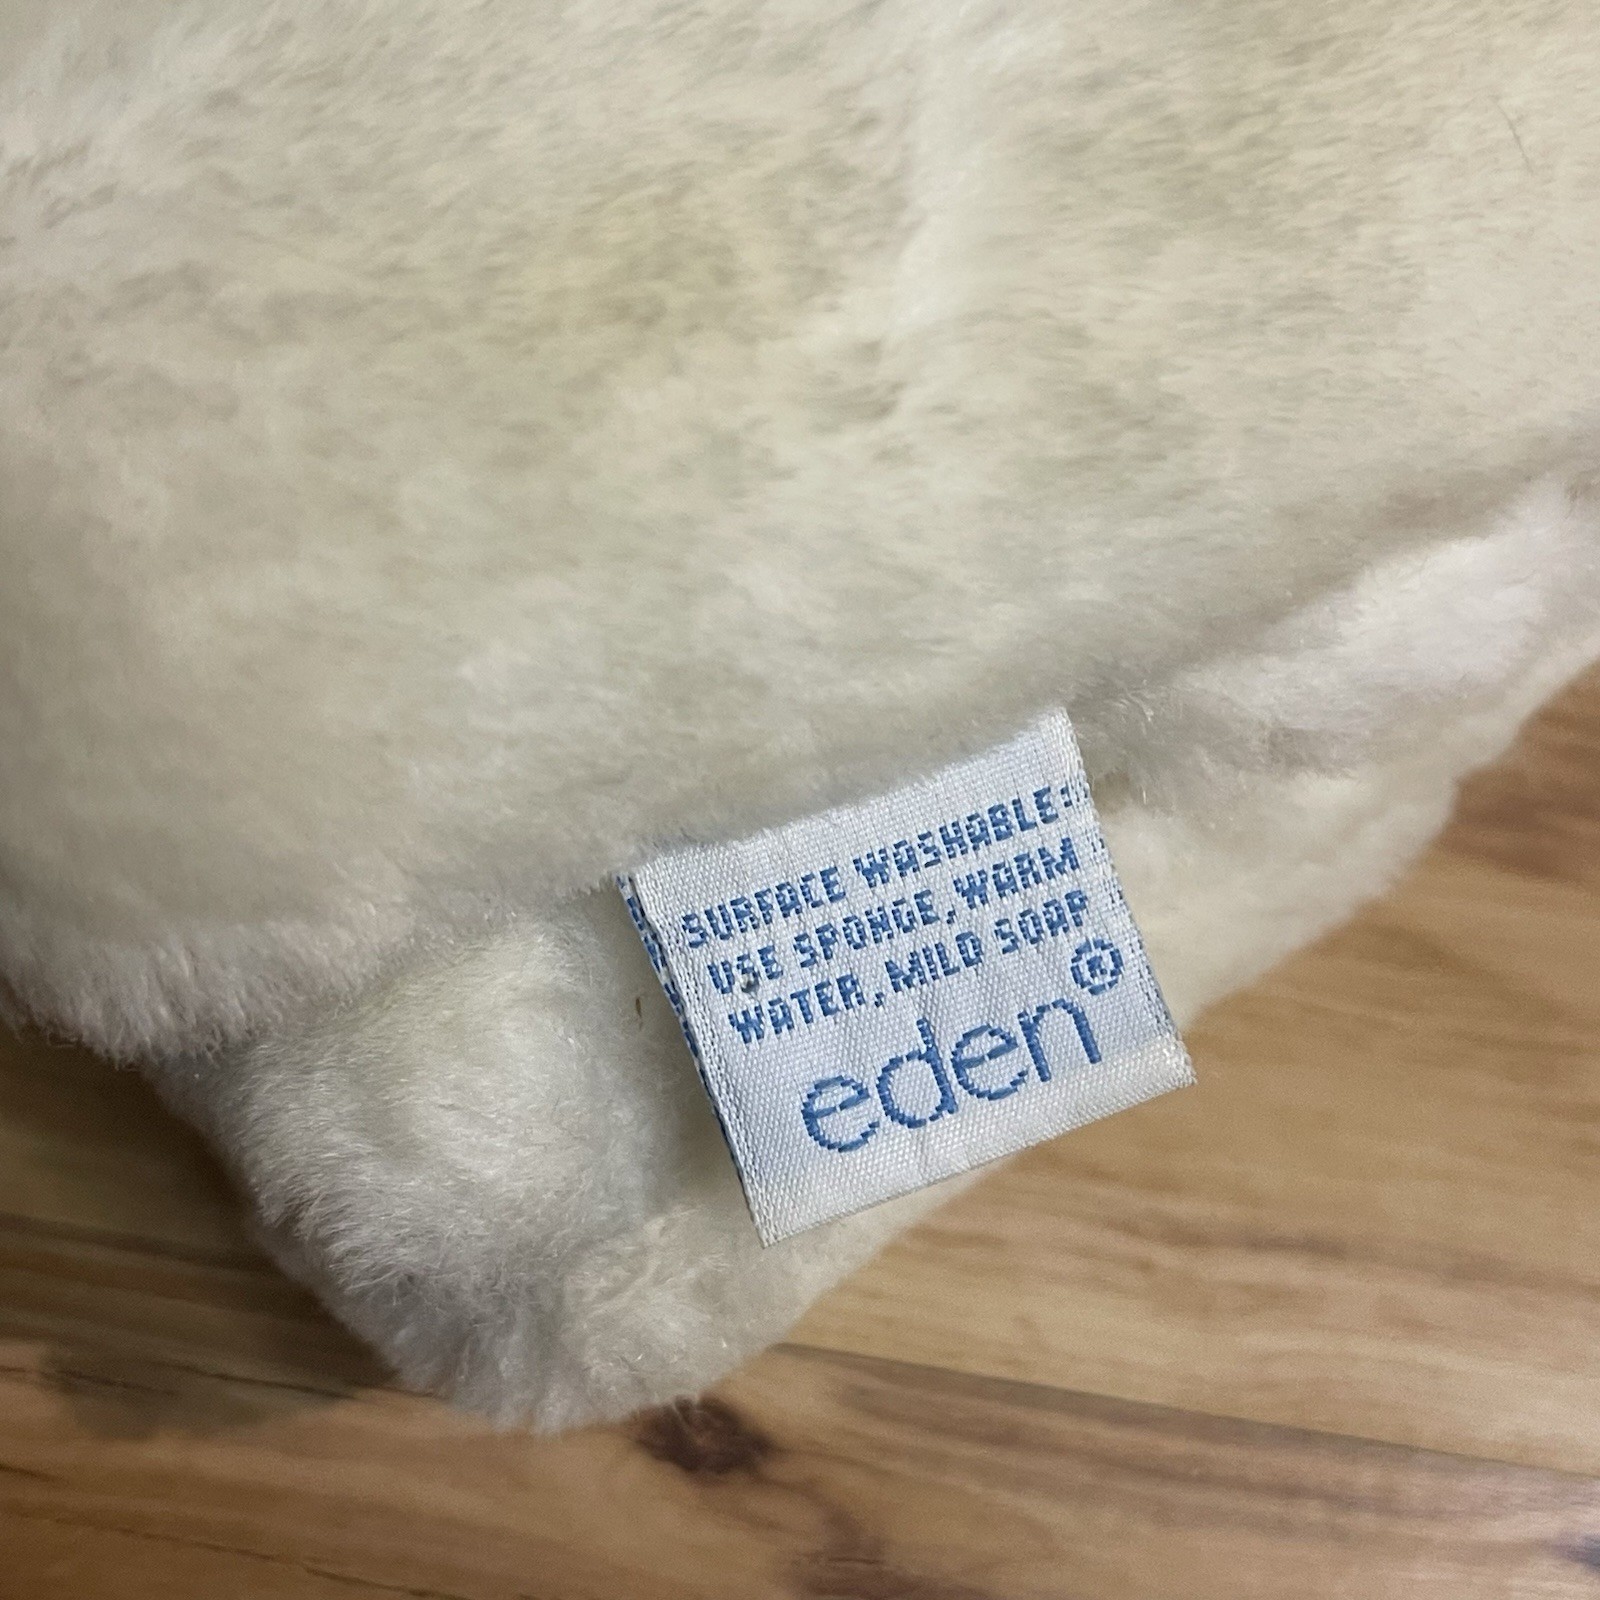 SURFACE WASHABLE:
USE SPONGE, WARM
WATER, MILD SOAP
eden®